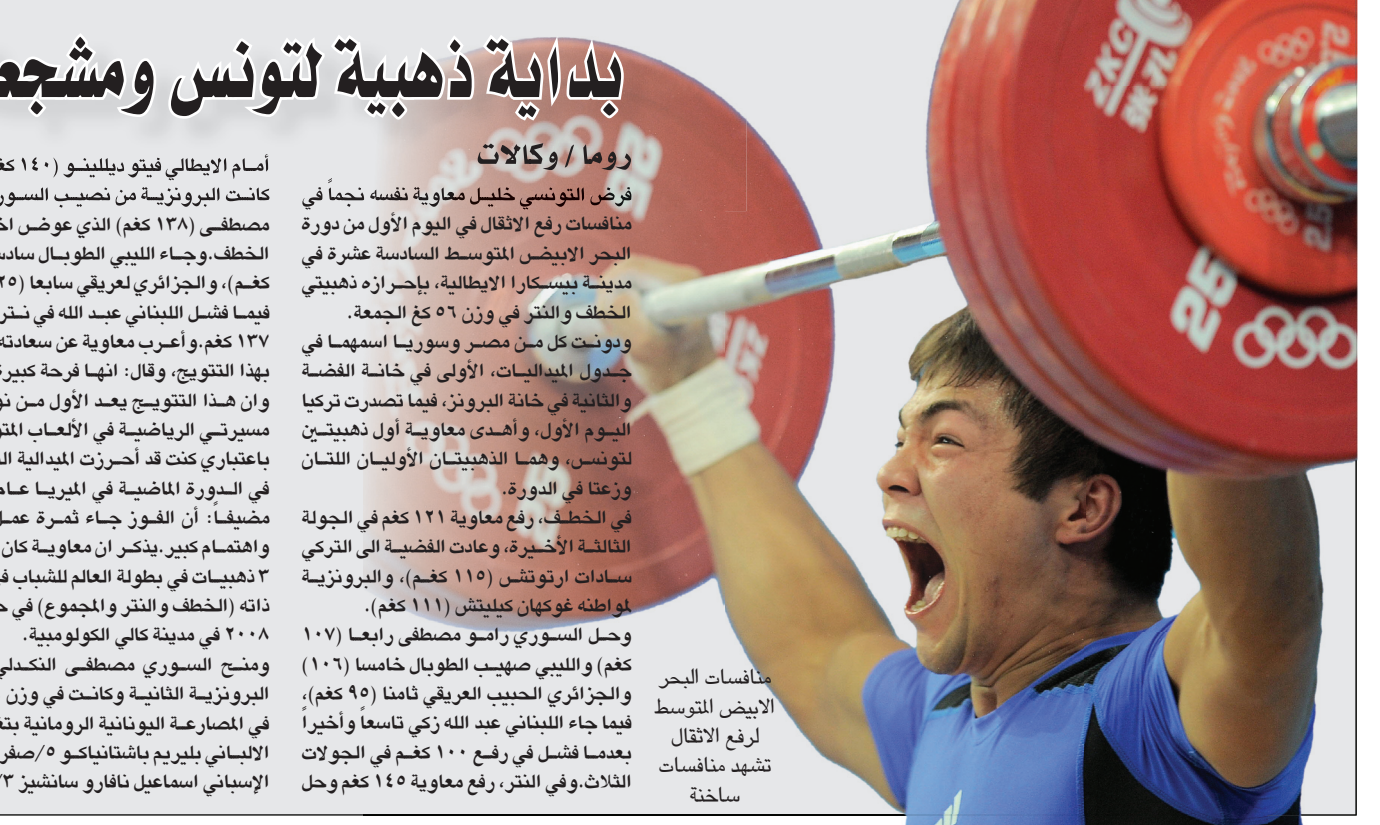 بداية ذهبية لتونس
روما / وكالات
فرض التونسي خليل معاوية نفسه نجماً في
منافسات رفع الاثقال في اليوم الأول من دورة
البحر الابيض المتوسط السادسة عشرة في
مدينة بيسكارا الايطالية، بإحرازه ذهبيتي
الخطف والنتر في وزن ٥٦ كغ الجمعة.
ودونت كل من مصر وسوريا اسمهما في
جدول الميداليات، الأولى في خانة الفضة
والثانية في خانة البرونز، فيما تصدرت تركيا
اليوم الأول، وأهدى معاوية أول ذهبيتين
لتونس، وهما الذهبيتان الأوليان اللتان
وزعتا في الدورة.
في الخطف، رفع معاوية ١٢١ كغم في الجولة
الثالثة الأخيرة، وعادت الفضية الى التركي
سادات ارتوتش (١١٥ كغم)، والبرونزية
لمواطنه غوكهان كيليتش (١١١ كغم).
وحل السوري رامو مصطفى رابعا (١٠٧
كغم) والليبي صهيب الطوبال خامسا (١٠٦)
والجزائري الحبيب العريقي ثامنا (٩٥ كغم)،
فيما جاء اللبناني عبد الله زكي تاسعاً وأخيراً
بعدما فشل في رفع ١٠٠ كغم في الجولات
الثلاث.وفي النتر، رفع معاوية ١٤٥ كغم وحل
أمام الايطالي فيتو ديللينو (١٤٠
كانت البرونزية من نصيب
مصطفى (١٣٨ كغم) الذي عوض
الخطف.وجاء الليبي الطوبال
كغم)، والجزائري لعريقي سابعا
فيما فشل اللبناني عبد الله في
١٣٧ كغم.وأعرب معاوية عن سعادته
بهذا التتويج، وقال: انها فرحة كبيرة
وان هذا التتويج يعد الأول من
مسيرتي الرياضية في الألعاب
باعتباري كنت قد أحرزت الميدالية
في الدورة الماضية في الميريا
مضيفاً: أن الفوز جاء ثمرة
واهتمام كبير.يذكر ان معاوية كان
٣ ذهبيات في بطولة العالم للشباب
ذاته (الخطف والنتر والمجموع) في
٢٠٠٨ في مدينة كالي الكولومبية.
ومنح السوري مصطفى
البرونزية الثانية وكانت في وزن
في المصارعة اليونانية الرومانية
الالباني بليريم باشتانياكو ٥/صفر
الإسباني اسماعيل نافارو سانشيز
منافسات البحر
الابيض المتوسط
لرفع الاثقال
تشهد منافسات
ساخنة
ZKC
25
25
2.5
25